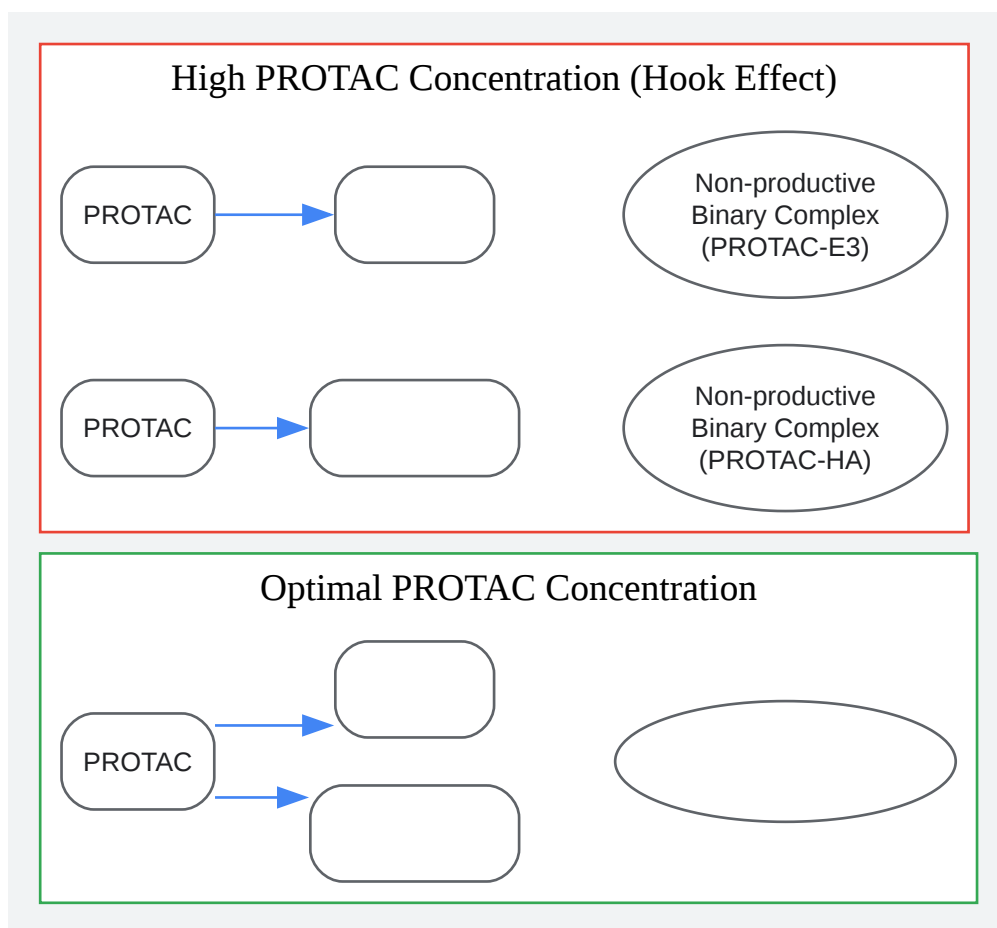 High PROTAC Concentration (Hook Effect)
PROTAC
Non-productive
Binary Complex
(PROTAC-E3)
PROTAC
Non-productive
Binary Complex
(PROTAC-HA)
Optimal PROTAC Concentration
PROTAC